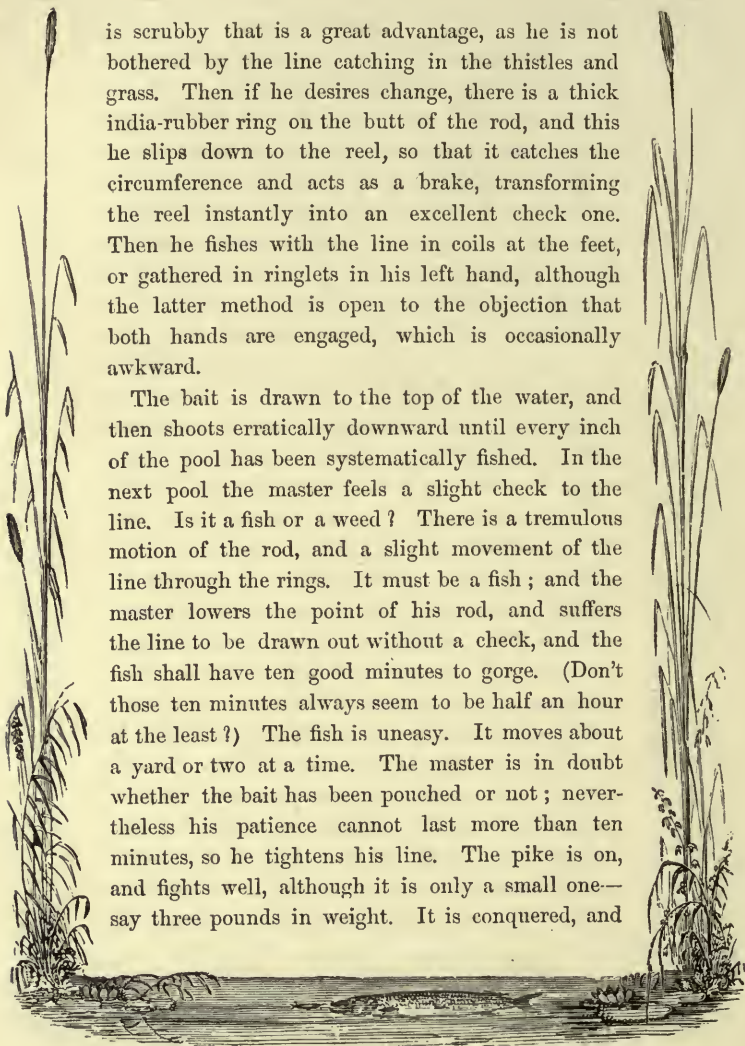 is scrubby that is a great advantage, as he is not
bothered by the line catching in the thistles and
grass. Then if he desires change, there is a thick
india-rubber ring on the butt of the rod, and this
he slips down to the reel, so that it catches the
circumference and acts as a brake, transforming
the reel instantly into an excellent check one.
Then he fishes with the line in coils at the feet,
or gathered in ringlets in his left hand, although
the latter method is open to the objection that
both hands are engaged, which is occasionally
awkward.
The bait is drawn to the top of the water, and
then shoots erratically downward until every inch
of the pool has been systematically fished. In the
next pool the master feels a slight check to the
line. Is it a fish or a weed ? There is a tremulous
motion of the rod, and a slight movement of the
line through the rings. It must be a fish ; and the
master lowers the point of his rod, and suffers
the line to be drawn out without a check, and the
fish shall have ten good minutes to gorge. (Don't
those ten minutes always seem to be half an hour
at the least ?) The fish is uneasy. It moves about
a yard or two at a time. The master is in doubt
whether the bait has been pouched or not ; never-
theless his patience cannot last more than ten
minutes, so he tightens his line. The pike is on,
and fights well, although it is only a small one—
say three pounds in weight. It is conquered, and